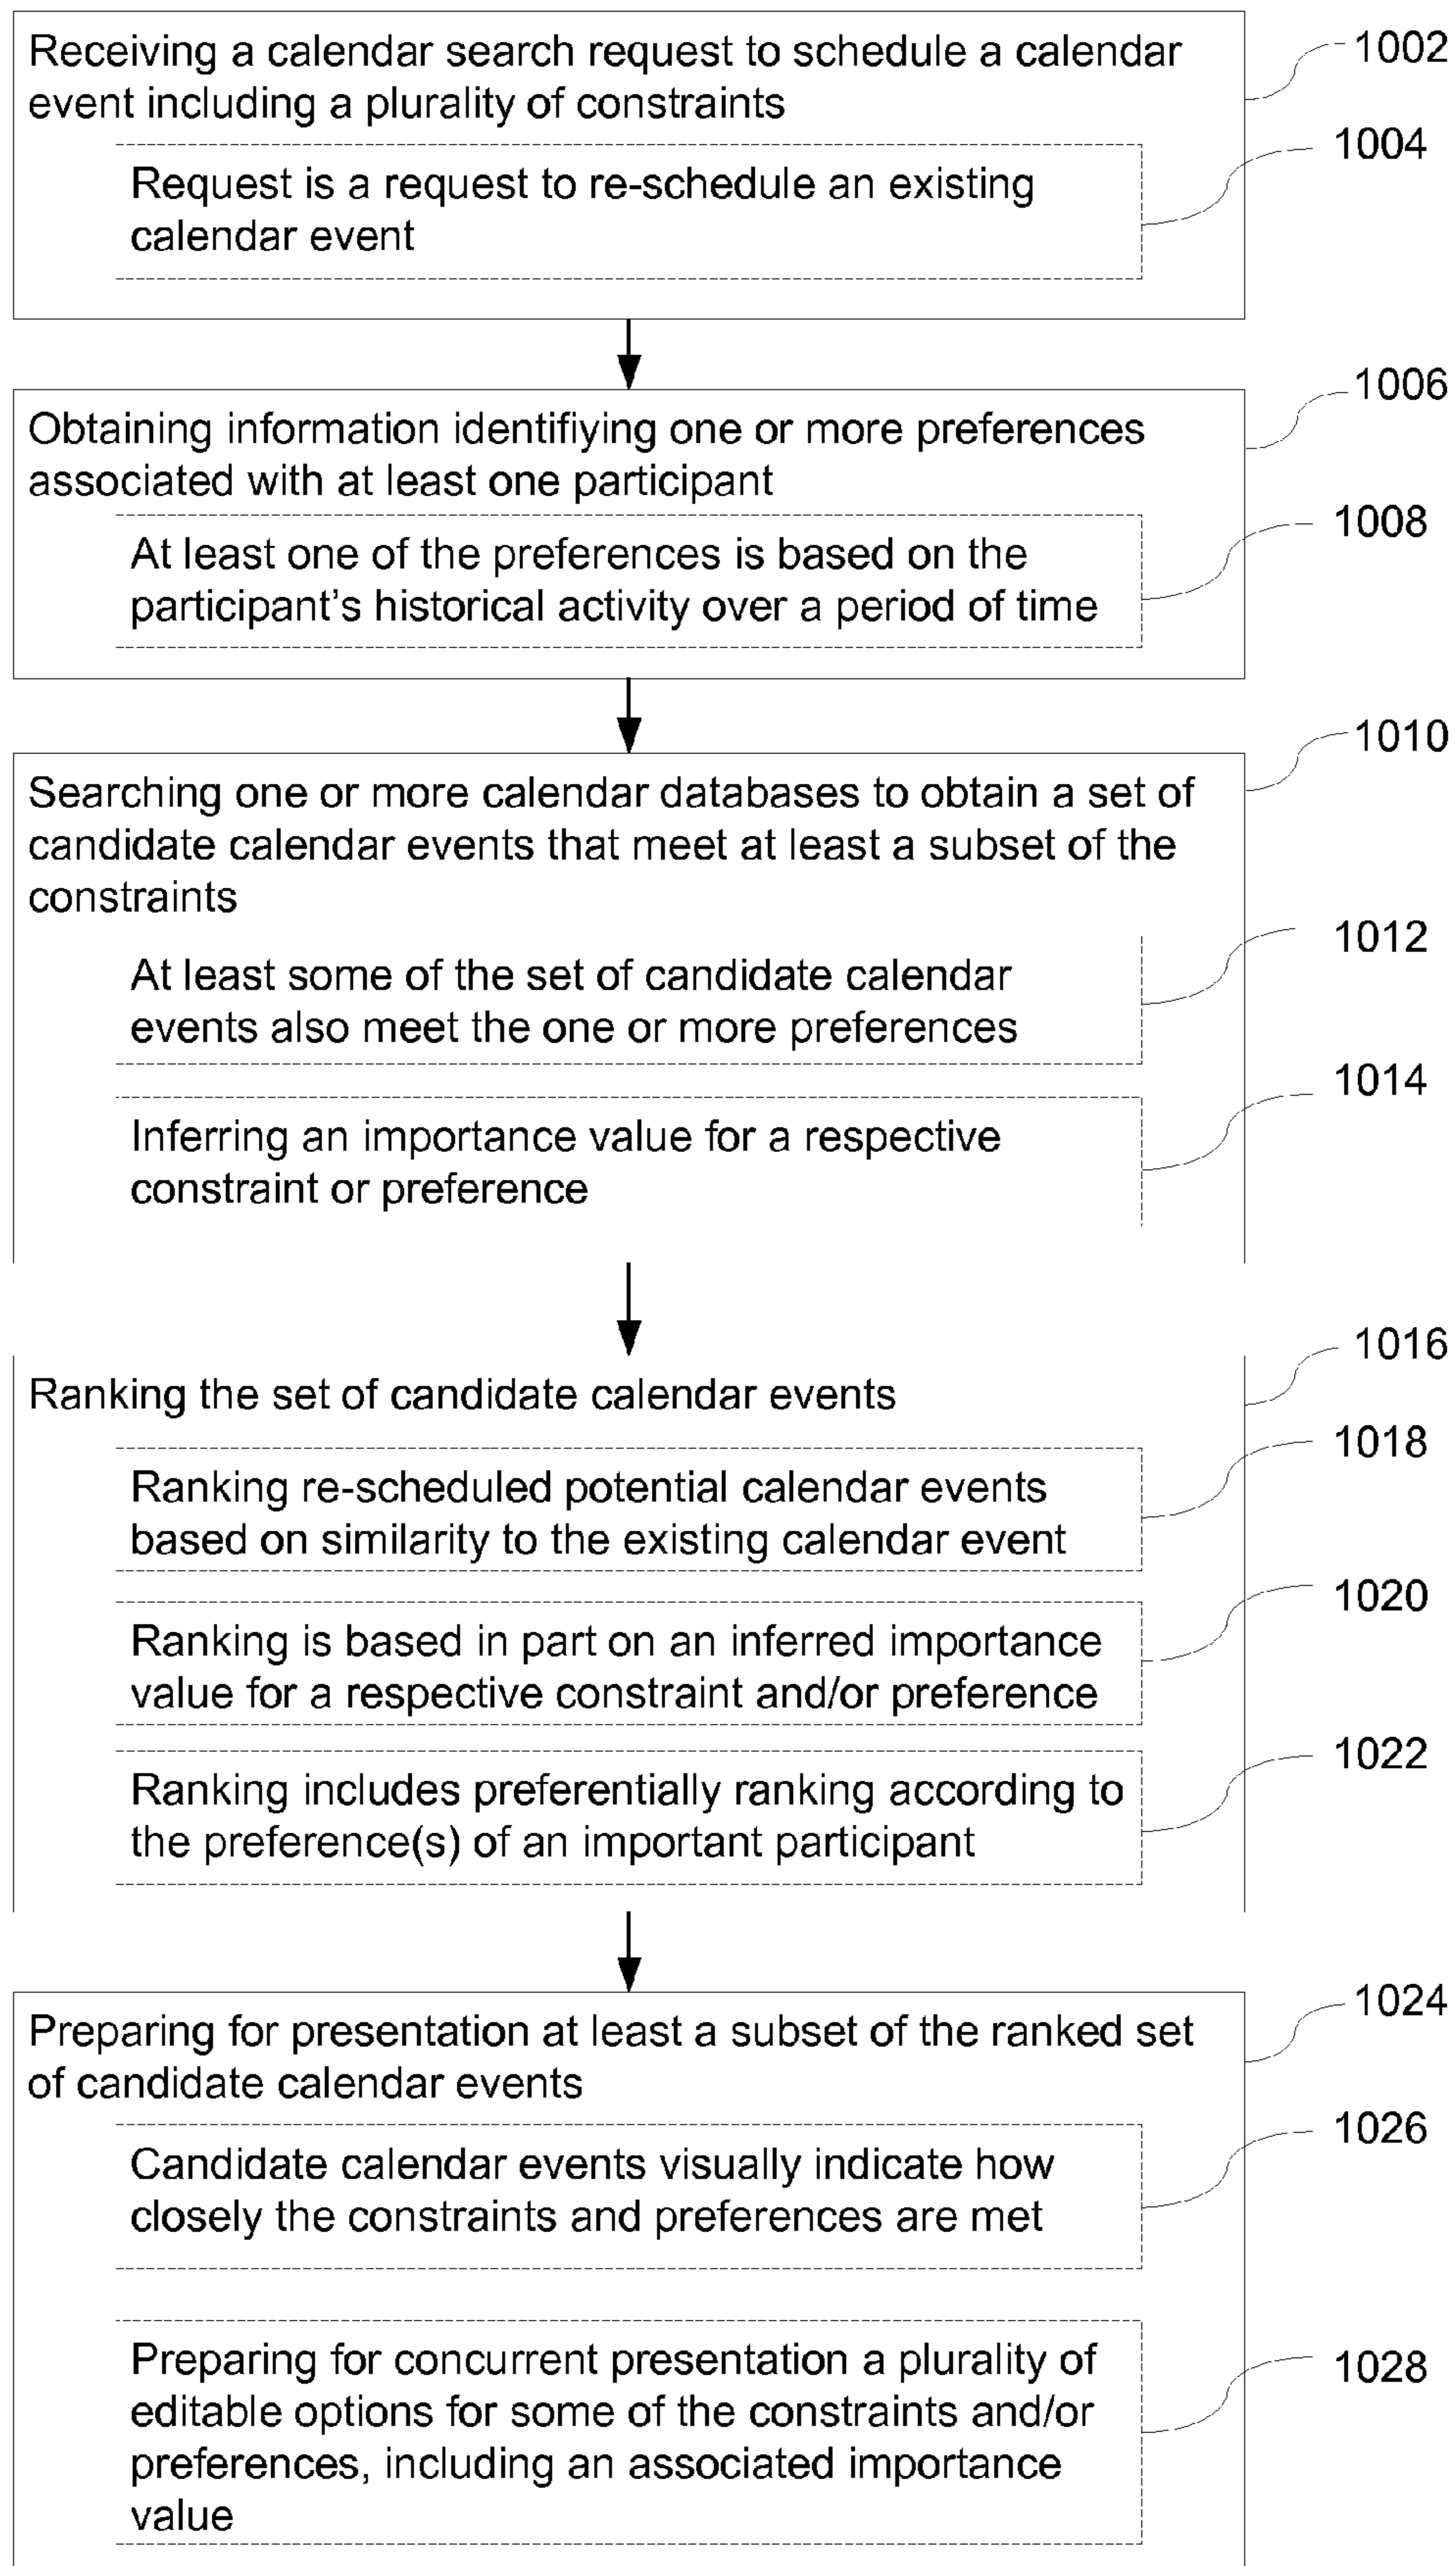 Receiving a calendar search request to schedule a calendar
event including a plurality of constraints
1002
Request is a request to re-schedule an existing
calendar event
1004
Obtaining information identifiying one or more preferences
associated with at least one participant
1006
At least one of the preferences is based on the
participant’s historical activity over a period of time
1008
Searching one or more calendar databases to obtain a set of
candidate calendar events that meet at least a subset of the
constraints
1010
At least some of the set of candidate calendar
events also meet the one or more preferences
1012
Inferring an importance value for a respective
constraint or preference
1014
Ranking the set of candidate calendar events
1016
Ranking re-scheduled potential calendar events
based on similarity to the existing calendar event
1018
Ranking is based in part on an inferred importance
value for a respective constraint and/or preference
1020
Ranking includes preferentially ranking according to
the preference(s) of an important participant
1022
Preparing for presentation at least a subset of the ranked set
of candidate calendar events
1024
Candidate calendar events visually indicate how
closely the constraints and preferences are met
1026
Preparing for concurrent presentation a plurality of
editable options for some of the constraints and/or
preferences, including an associated importance
value
1028